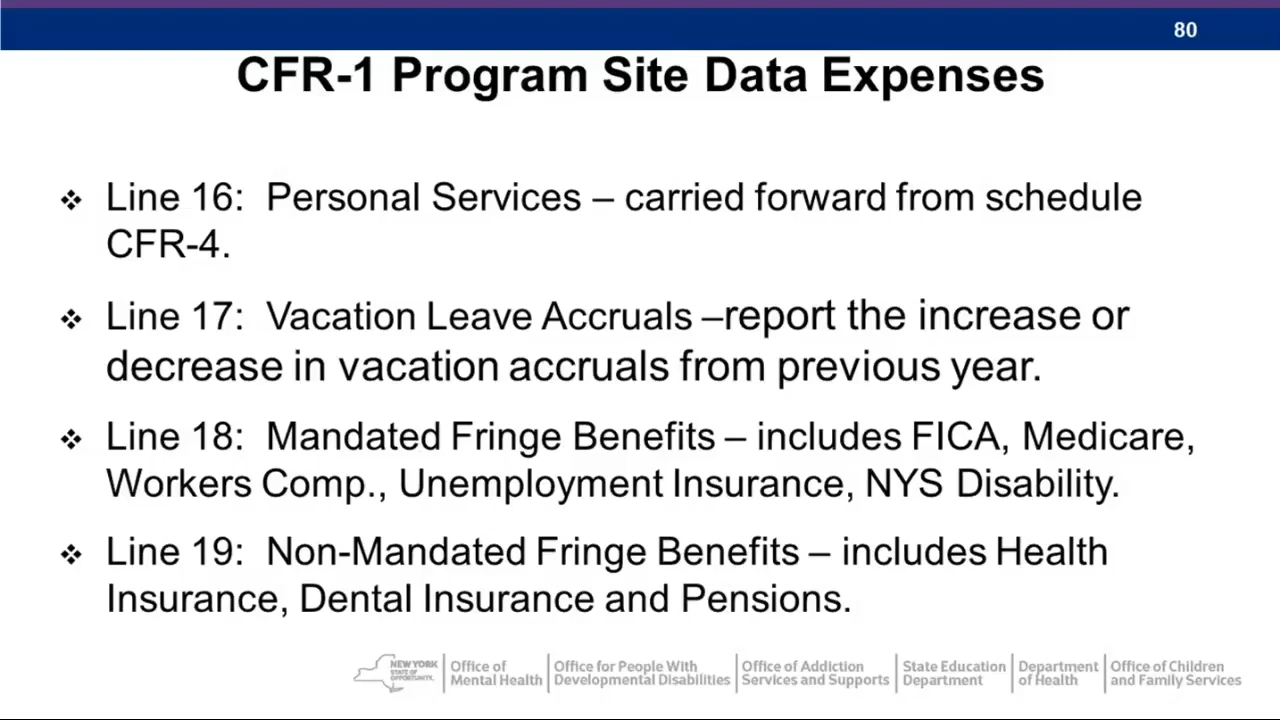 80
CFR-1 Program Site Data Expenses
❖ Line 16: Personal Services – carried forward from schedule
CFR-4.
❖ Line 17: Vacation Leave Accruals –report the increase or
decrease in vacation accruals from previous year.
❖ Line 18: Mandated Fringe Benefits – includes FICA, Medicare,
Workers Comp., Unemployment Insurance, NYS Disability.
❖ Line 19: Non-Mandated Fringe Benefits – includes Health
Insurance, Dental Insurance and Pensions.
NEW YORK
STATE OF
OPPORTUNITY.
Office of
Mental Health
Office for People With
Developmental Disabilities
Office of Addiction
Services and Supports
State Education
Department
Department
of Health
Office of Children
and Family Services